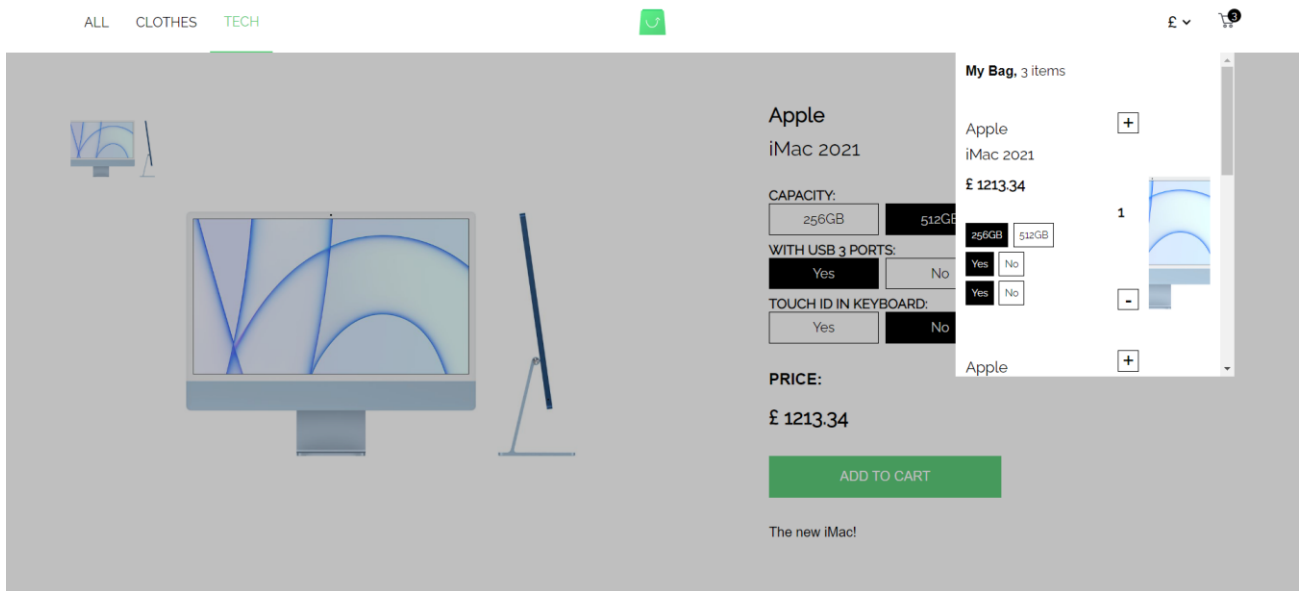 ALL CLOTHES TECH £ 3
My Bag, 3 items
Apple
iMac 2021
CAPACITY:
256GB 512GB
WITH USB 3 PORTS:
Yes No
TOUCH ID IN KEYBOARD:
Yes No
PRICE:
£ 1213.34
ADD TO CART
The new iMac!
+
Apple
iMac 2021
£ 1213.34
1
256GB 512GB
Yes No
Yes No
-
+
Apple